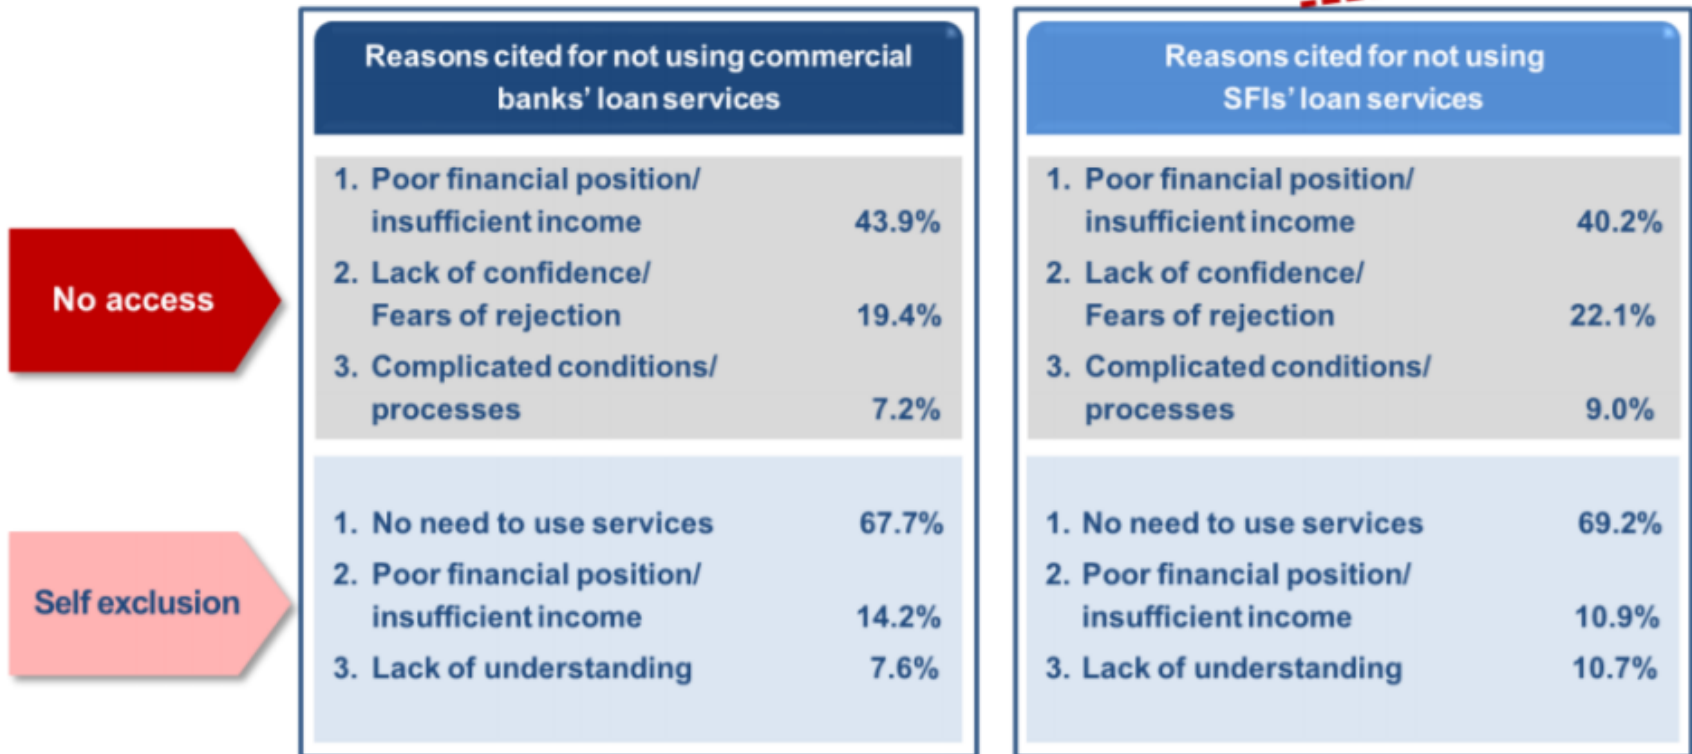 Reasons cited for not using commercial
banks' loan services
No access
1. Poor financial position/
insufficient income 43.9%
2. Lack of confidence/
Fears of rejection 19.4%
3. Complicated conditions/
processes 7.2%
Self exclusion
1. No need to use services 67.7%
2. Poor financial position/
insufficient income 14.2%
3. Lack of understanding 7.6%
Reasons cited for not using
SFIs' loan services
1. Poor financial position/
insufficient income 40.2%
2. Lack of confidence/
Fears of rejection 22.1%
3. Complicated conditions/
processes 9.0%
1. No need to use services 69.2%
2. Poor financial position/
insufficient income 10.9%
3. Lack of understanding 10.7%